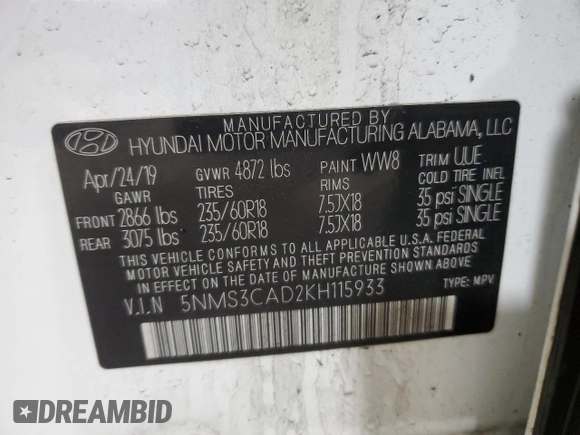 MANUFACTURED BY
HYUNDAI MOTOR MANUFACTURING ALABAMA, LLC
Apr/24/19 GVWR 4872 lbs PAINT WW8 TRIM UUE
GAWR TIRES RIMS COLD TIRE INFL
FRONT 2866 lbs 235/60R18 7.5JX18 35 psi SINGLE
REAR 3075 lbs 235/60R18 7.5JX18 35 psi SINGLE
THIS VEHICLE CONFORMS TO ALL APPLICABLE U.S.A. FEDERAL
MOTOR VEHICLE SAFETY, BUMPER, AND THEFT PREVENTION STANDARDS
IN EFFECT ON THE DATE OF MANUFACTURE SHOWN ABOVE.
V.I.N 5NMS3CAD2KH115933 TYPE: MPV
DREAMBID